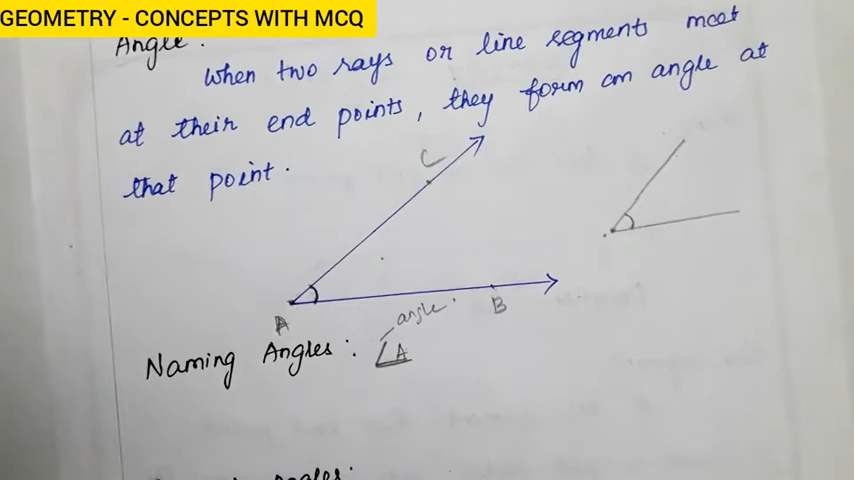 GEOMETRY - CONCEPTS WITH MCQ
Angle:
When two rays or line segments meet
at their end points, they form an angle at
that point.
C
A
B
angle.
Naming Angles: ∠A